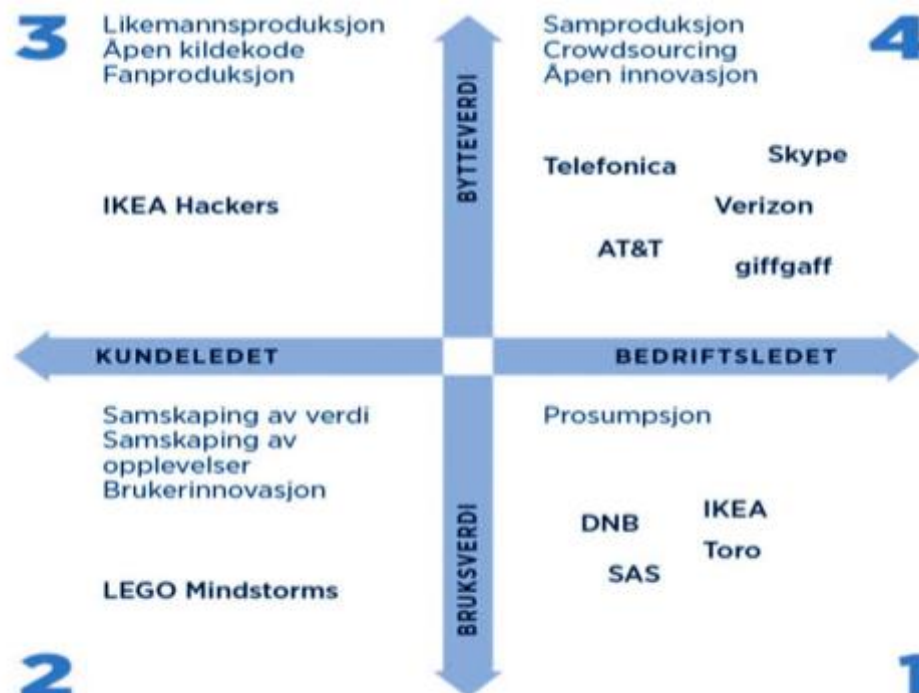 3
Likemannsproduksjon
Åpen kildekode
Fanproduksjon
IKEA Hackers
BYTTEVERDI
4
Samproduksjon
Crowdsourcing
Åpen innovasjon
Telefonica
Skype
Verizon
AT&T
giffgaff
KUNDELEDET
BEDRIFTSLEDET
Samskaping av verdi
Samskaping av
opplevelser
Brukerinnovasjon
LEGO Mindstorms
2
BRUKSVERDI
Prosumpsjon
DNB
IKEA
Toro
SAS
1